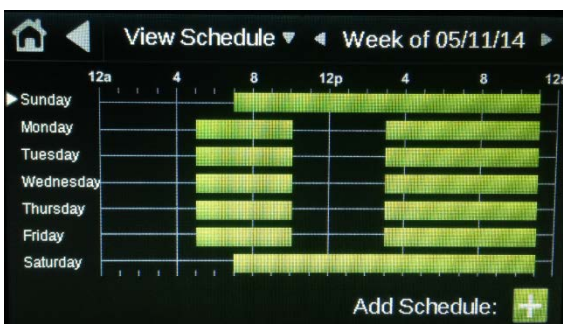 View Schedule Week of 05/11/14
12a 4 8 12p 4 8 12a
Sunday
Monday
Tuesday
Wednesday
Thursday
Friday
Saturday
Add Schedule: